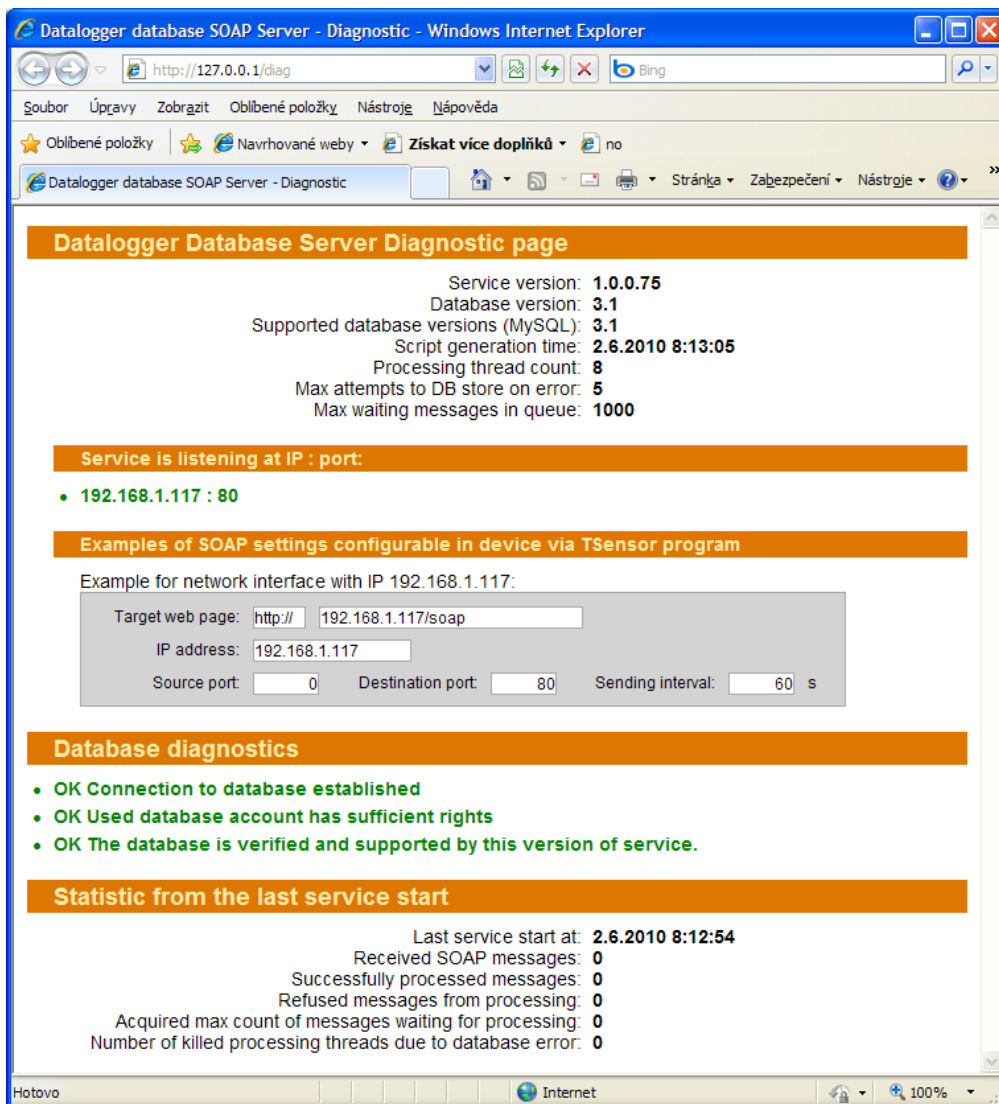 Datalogger database SOAP Server - Diagnostic - Windows Internet Explorer
http://127.0.0.1/diag
Bing
Soubor Úpravy Zobrazit Oblíbené položky Nástroje Nápověda
Oblíbené položky Navrhované weby Získat více doplňků no
Datalogger database SOAP Server - Diagnostic Stránka Zabezpečení Nástroje »
Datalogger Database Server Diagnostic page
Service version: 1.0.0.75
Database version: 3.1
Supported database versions (MySQL): 3.1
Script generation time: 2.6.2010 8:13:05
Processing thread count: 8
Max attempts to DB store on error: 5
Max waiting messages in queue: 1000
Service is listening at IP : port:
• 192.168.1.117 : 80
Examples of SOAP settings configurable in device via TSensor program
Example for network interface with IP 192.168.1.117:
Target web page: http:// 192.168.1.117/soap
IP address: 192.168.1.117
Source port: 0 Destination port: 80 Sending interval: 60 s
Database diagnostics
• OK Connection to database established
• OK Used database account has sufficient rights
• OK The database is verified and supported by this version of service.
Statistic from the last service start
Last service start at: 2.6.2010 8:12:54
Received SOAP messages: 0
Successfully processed messages: 0
Refused messages from processing: 0
Acquired max count of messages waiting for processing: 0
Number of killed processing threads due to database error: 0
Hotovo Internet 100%